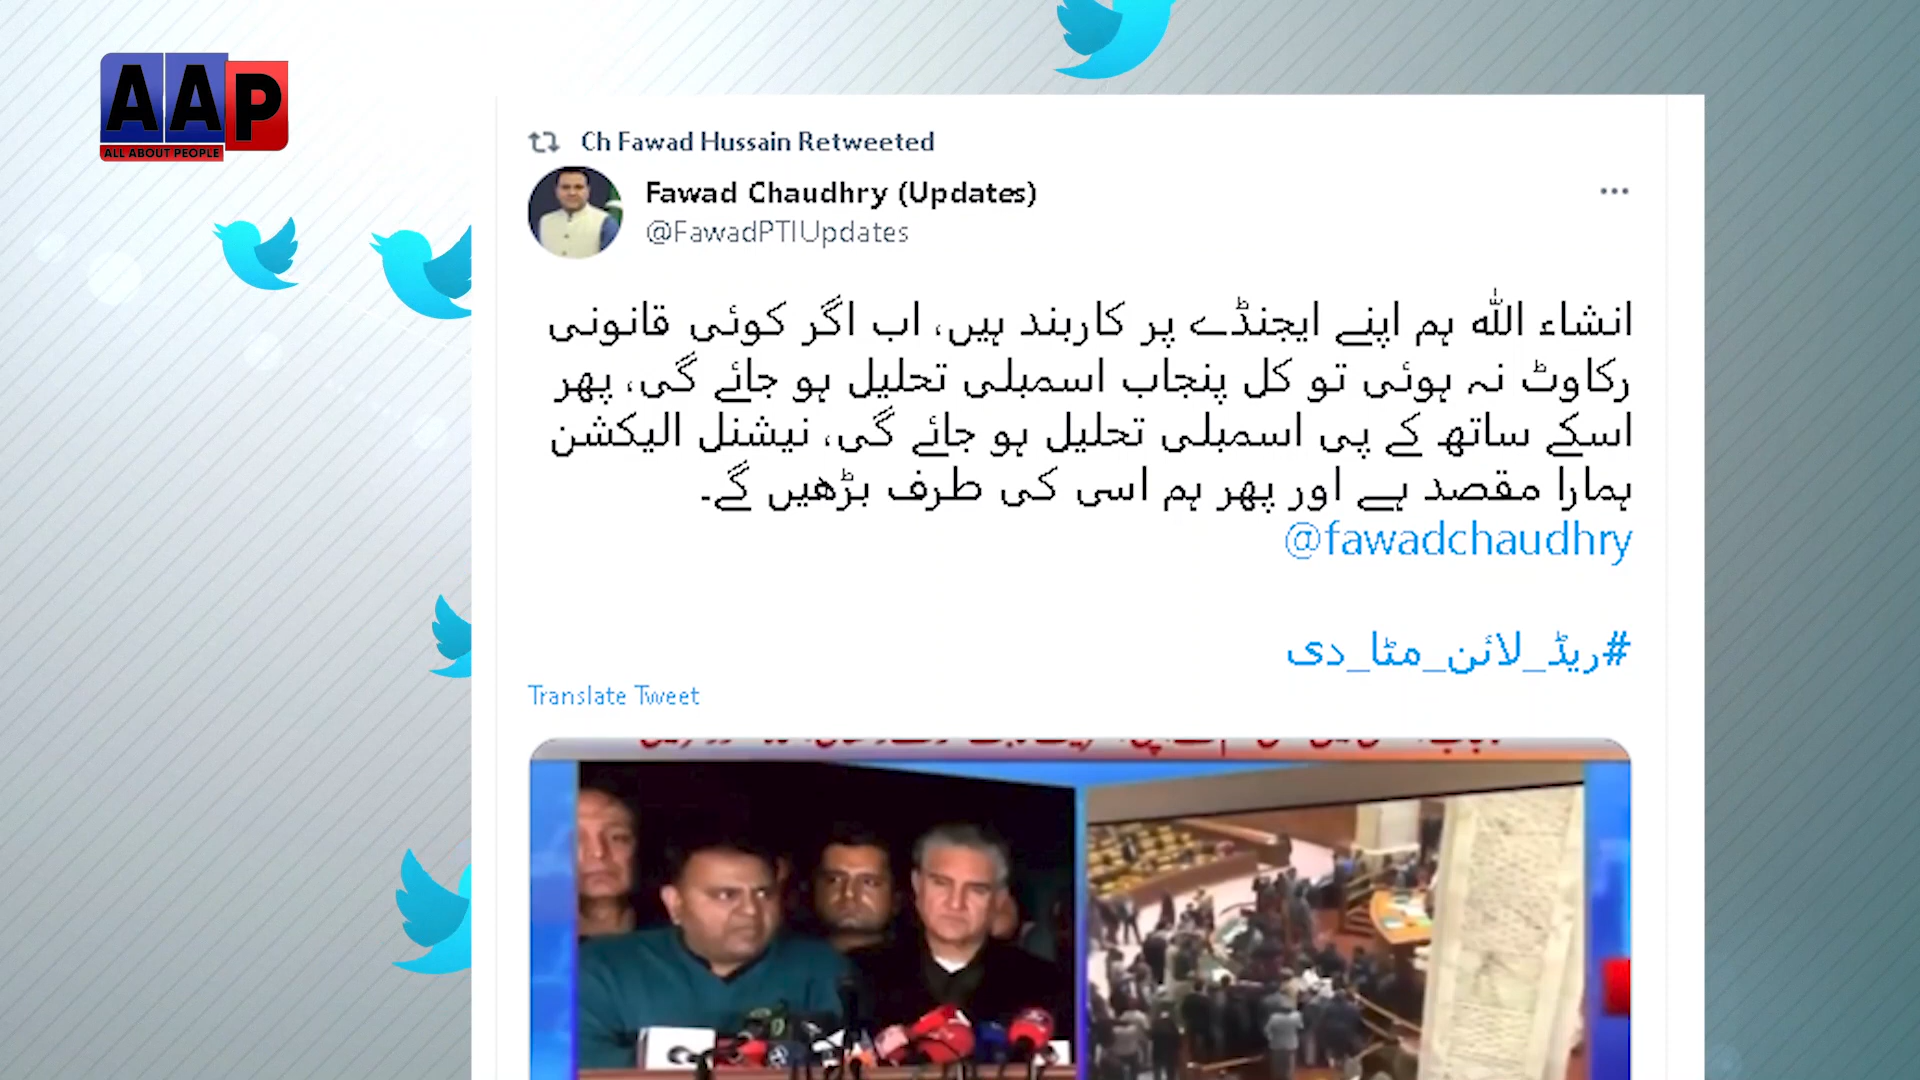 AAP
ALL ABOUT PEOPLE
Ch Fawad Hussain Retweeted
Fawad Chaudhry (Updates)
@FawadPTIUpdates
انشاء اللہ ہم اپنے ایجنڈے پر کاربند ہیں، اب اگر کوئی قانونی
رکاوٹ نہ ہوئی تو کل پنجاب اسمبلی تحلیل ہو جائے گی، پھر
اسکے ساتھ کے پی اسمبلی تحلیل ہو جائے گی، نیشنل الیکشن
ہمارا مقصد ہے اور پھر ہم اسی کی طرف بڑھیں گے۔
@fawadchaudhry
#ریڈ_لائن_مٹا_دی
Translate Tweet